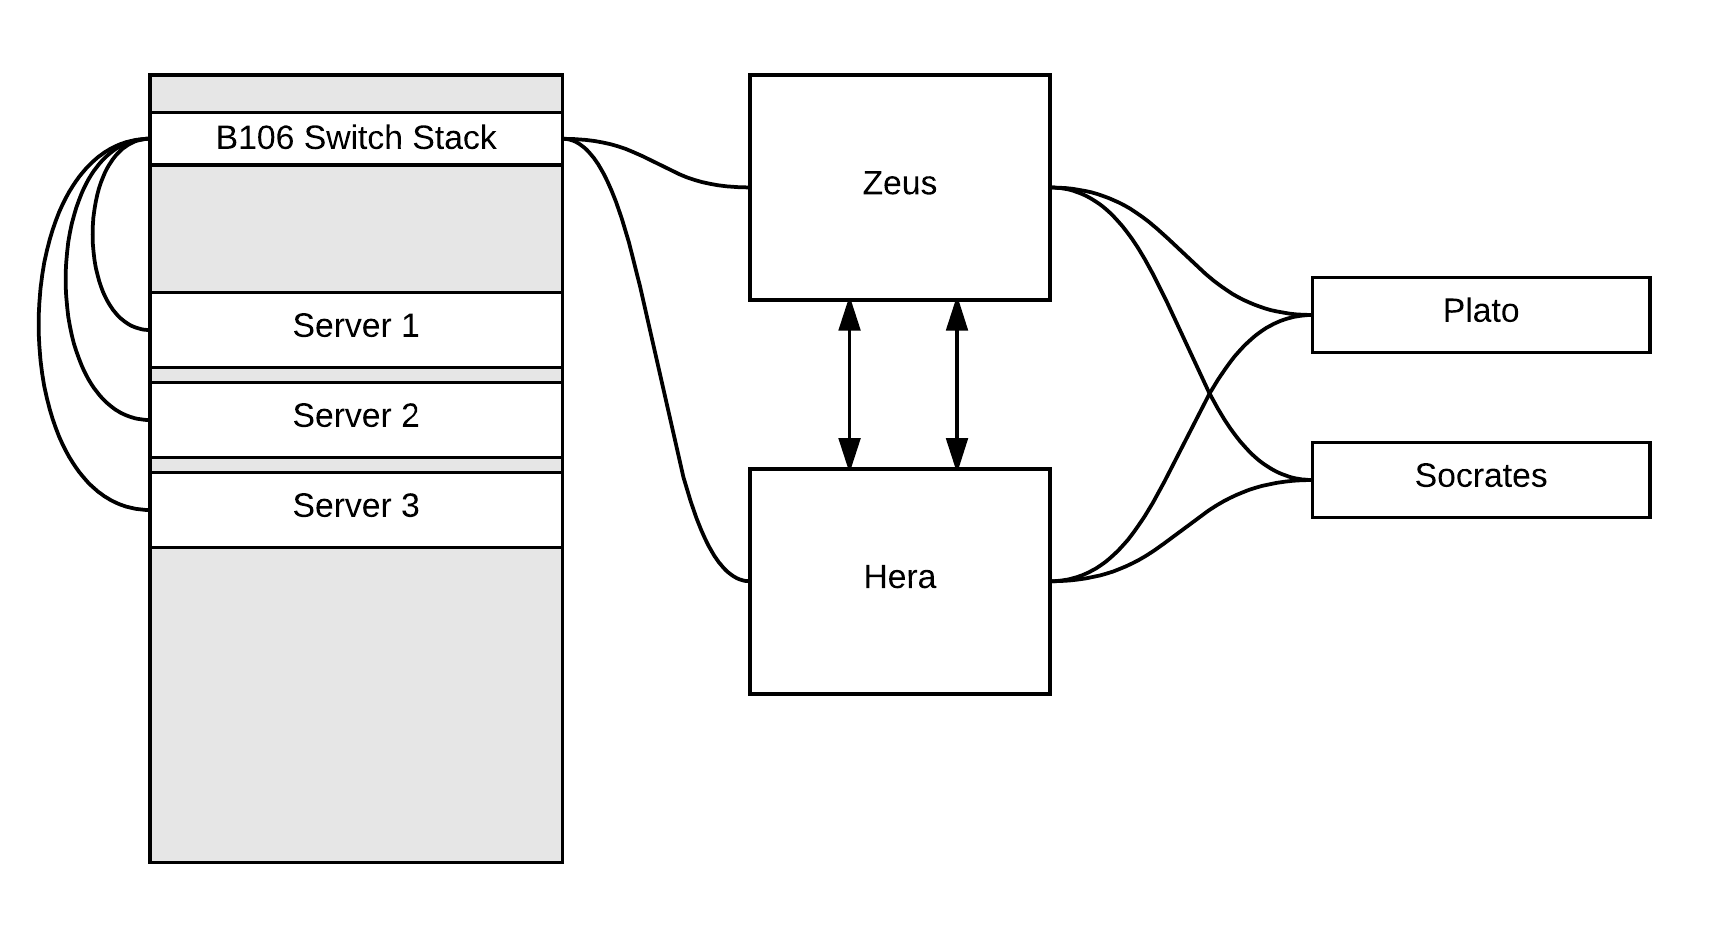 B106 Switch Stack
Server 1
Server 2
Server 3
Zeus
Hera
Plato
Socrates